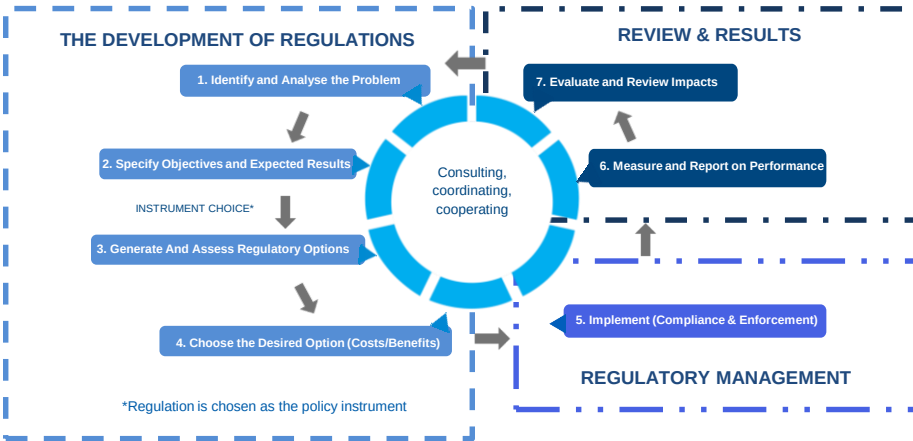 THE DEVELOPMENT OF REGULATIONS
1. Identify and Analyse the Problem
2. Specify Objectives and Expected Results
INSTRUMENT CHOICE*
3. Generate And Assess Regulatory Options
4. Choose the Desired Option (Costs/Benefits)
*Regulation is chosen as the policy instrument
Consulting,
coordinating,
cooperating
REVIEW & RESULTS
7. Evaluate and Review Impacts
6. Measure and Report on Performance
5. Implement (Compliance & Enforcement)
REGULATORY MANAGEMENT